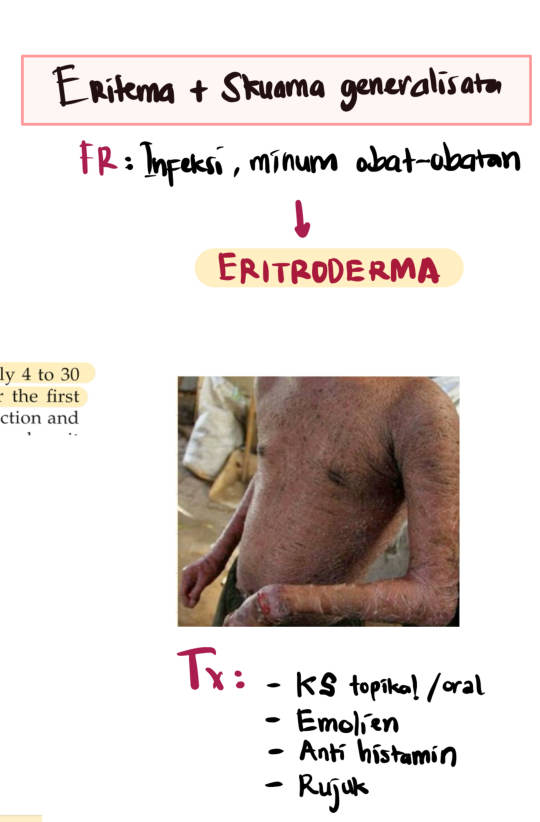 Eritema + Skuama generalisata
FR: Infeksi, minum obat-obatan
ERITRODERMA
ly 4 to 30
the first
ction and
Tx:
- KS topikal/oral
- Emolien
- Anti histamin
- Rujuk